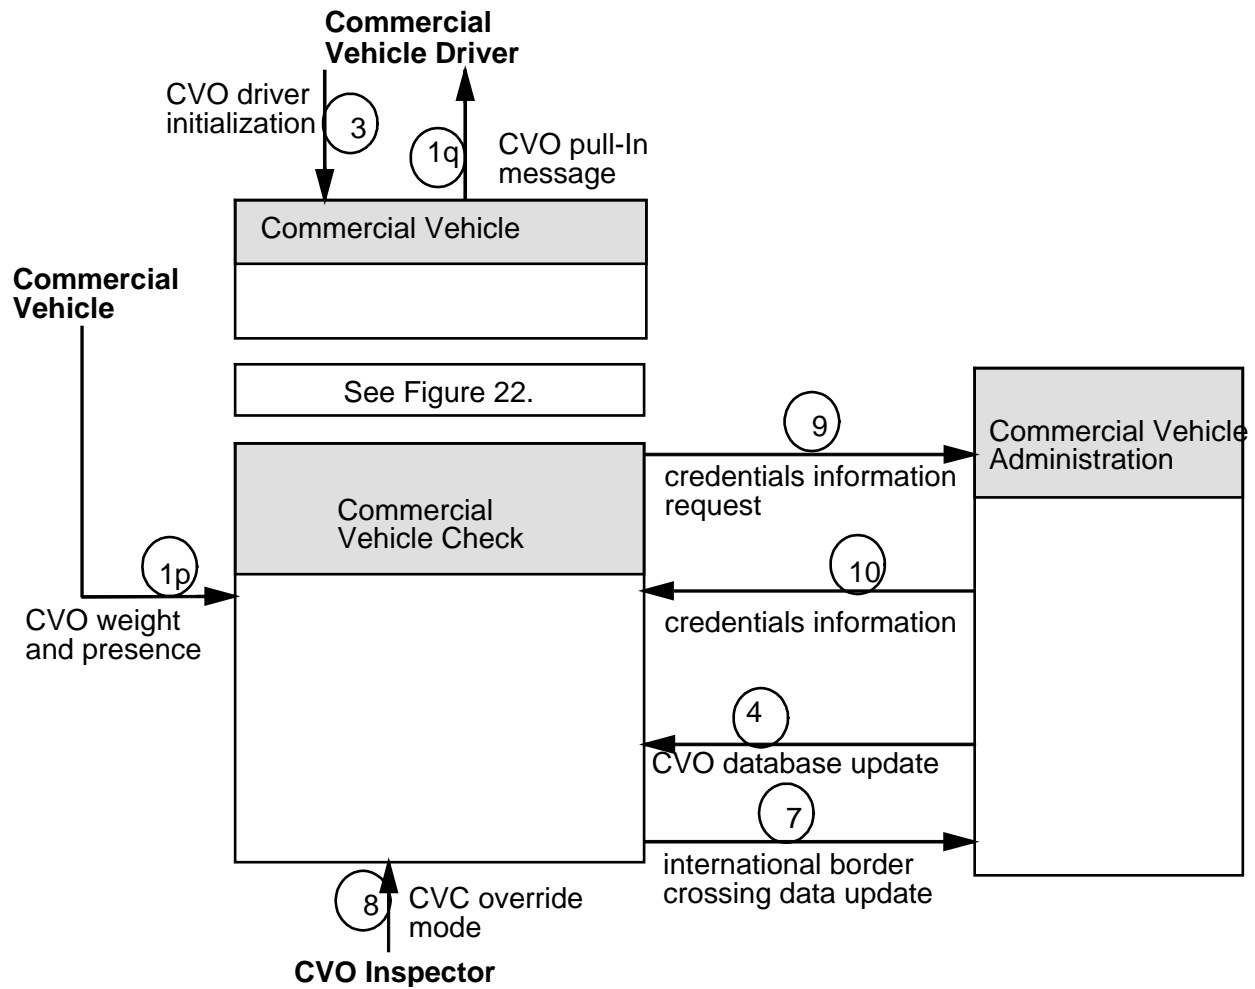 Commercial
Vehicle Driver
CVO driver
initialization
3
1q
CVO pull-In
message
Commercial Vehicle
Commercial
Vehicle
See Figure 22.
9
Commercial Vehicle
Administration
credentials information
request
Commercial
Vehicle Check
1p
10
CVO weight
and presence
credentials information
4
CVO database update
7
international border
crossing data update
8
CVC override
mode
CVO Inspector